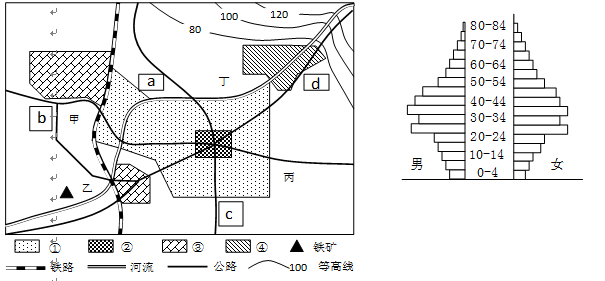 80
100
120
a
丁
d
b
甲
乙
丙
c
① ② ③ ④ 铁矿
铁路 河流 公路 100 等高线
80-84
70-74
60-64
50-54
40-44
30-34
20-24
10-14
0-4
男 女